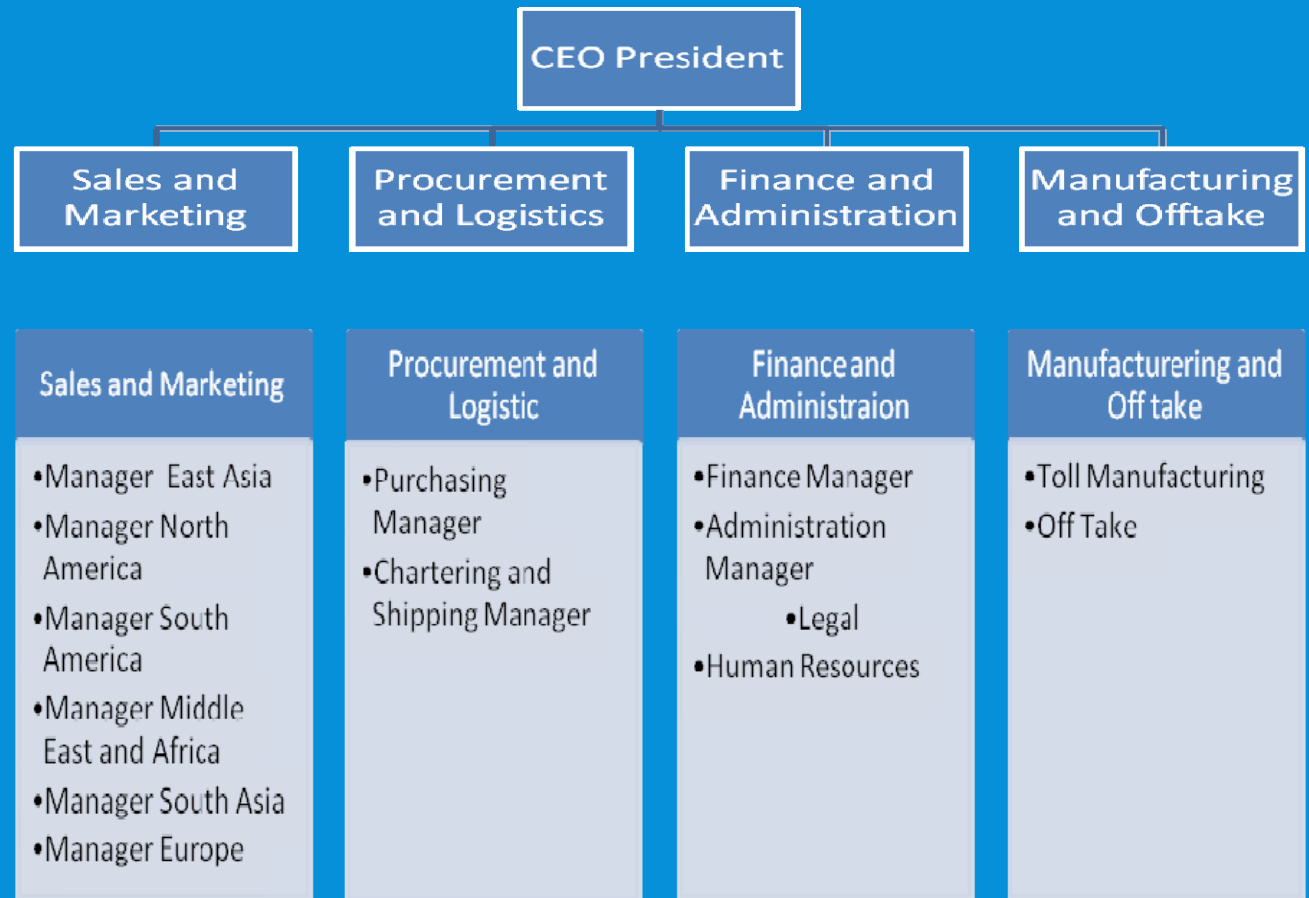 CEO President
Sales and
Marketing
Procurement
and Logistics
Finance and
Administration
Manufacturing
and Offtake
Sales and Marketing
•Manager East Asia
•Manager North
America
•Manager South
America
•Manager Middle
East and Africa
•Manager South Asia
•Manager Europe
Procurement and
Logistic
•Purchasing
Manager
•Chartering and
Shipping Manager
Finance and
Administraion
•Finance Manager
•Administration
Manager
•Legal
•Human Resources
Manufacturering and
Off take
•Toll Manufacturing
•Off Take